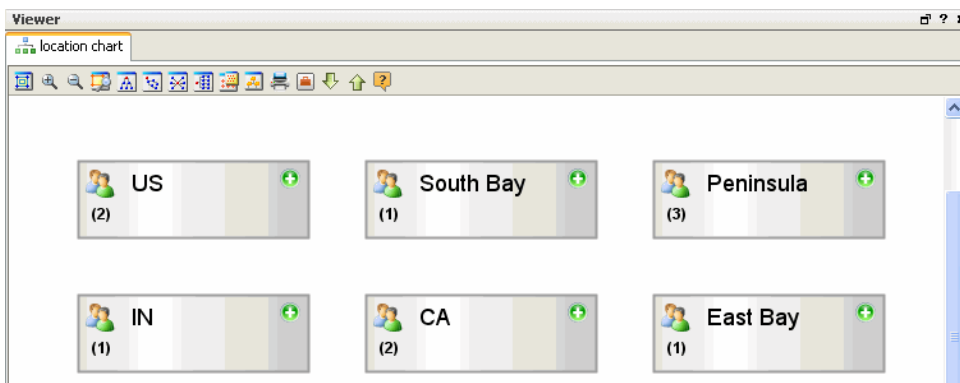 Viewer
location chart
US
(2)
South Bay
(1)
Peninsula
(3)
IN
(1)
CA
(2)
East Bay
(1)